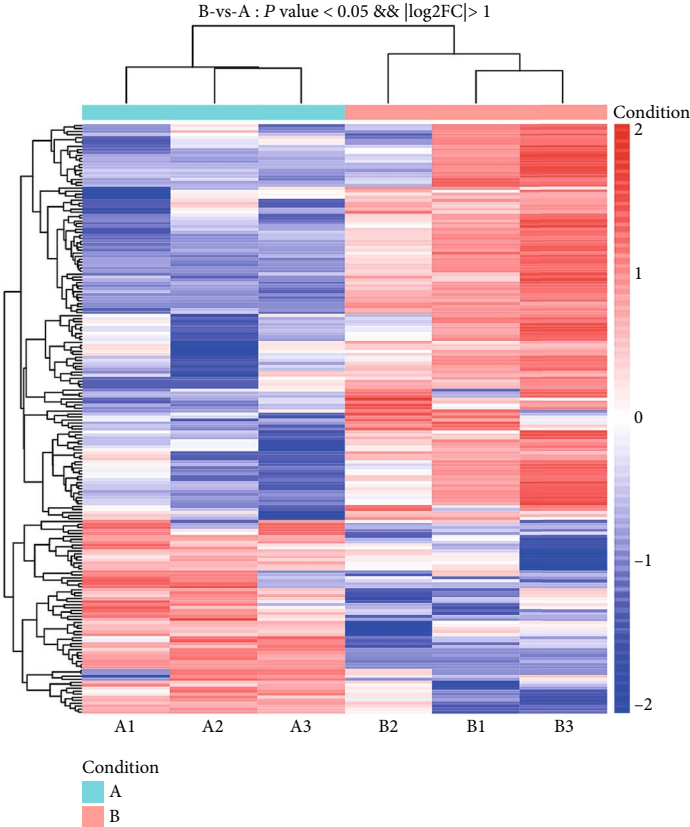 B-vs-A : P value < 0.05 && |log2FC|> 1
Condition
2
1
0
−1
−2
A1 A2 A3 B2 B1 B3
Condition
A
B